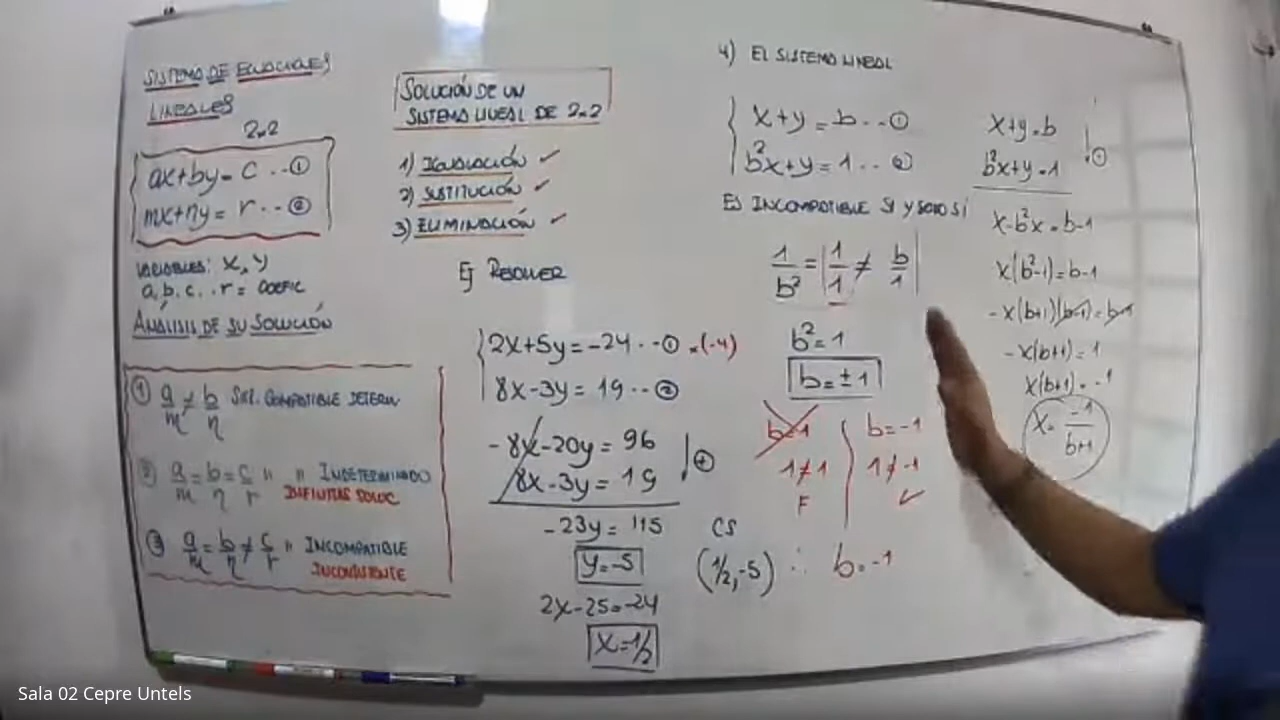 SISTEMA DE ECUACIONES
LINEALES
2x2
ax+by=c ...①
mx+ny=r ...②
VARIABLES: X, Y
a, b, c...r = COEFIC
ANÁLISIS DE SU SOLUCIÓN
① a/m ≠ b/n SIST. COMPATIBLE DETERM.
② a/m = b/n = c/r " " INDETERMINADO
INFINITAS SOLUC
③ a/m = b/n ≠ c/r " INCOMPATIBLE
INCONSISTENTE
SOLUCIÓN DE UN
SISTEMA LINEAL DE 2x2
1) IGUALACIÓN ✓
2) SUSTITUCIÓN ✓
3) ELIMINACIÓN ✓
Ej RESOLVER
2x+5y=-24 ...① x(-4)
8x-3y=19 ...②
-8x-20y=96
8x-3y=19
-23y=115
y=-5
2x-25=-24
x=1/2
CS
(1/2,-5)
4) EL SISTEMA LINEAL
x+y=b ...①
b²x+y=1 ...②
ES INCOMPATIBLE SI Y SOLO SÍ
1/b² = 1/1 ≠ b/1
b²=1
b=±1
b=1
1≠1
F
b=-1
1≠-1
✓
∴ b=-1
x+y=b
b²x+y=1
x-b²x=b-1
x(b²-1)=b-1
-x(b+1)(b-1)=b-1
-x(b+1)=1
x(b+1)=-1
x=-1/b+1
Sala 02 Cepre Untels